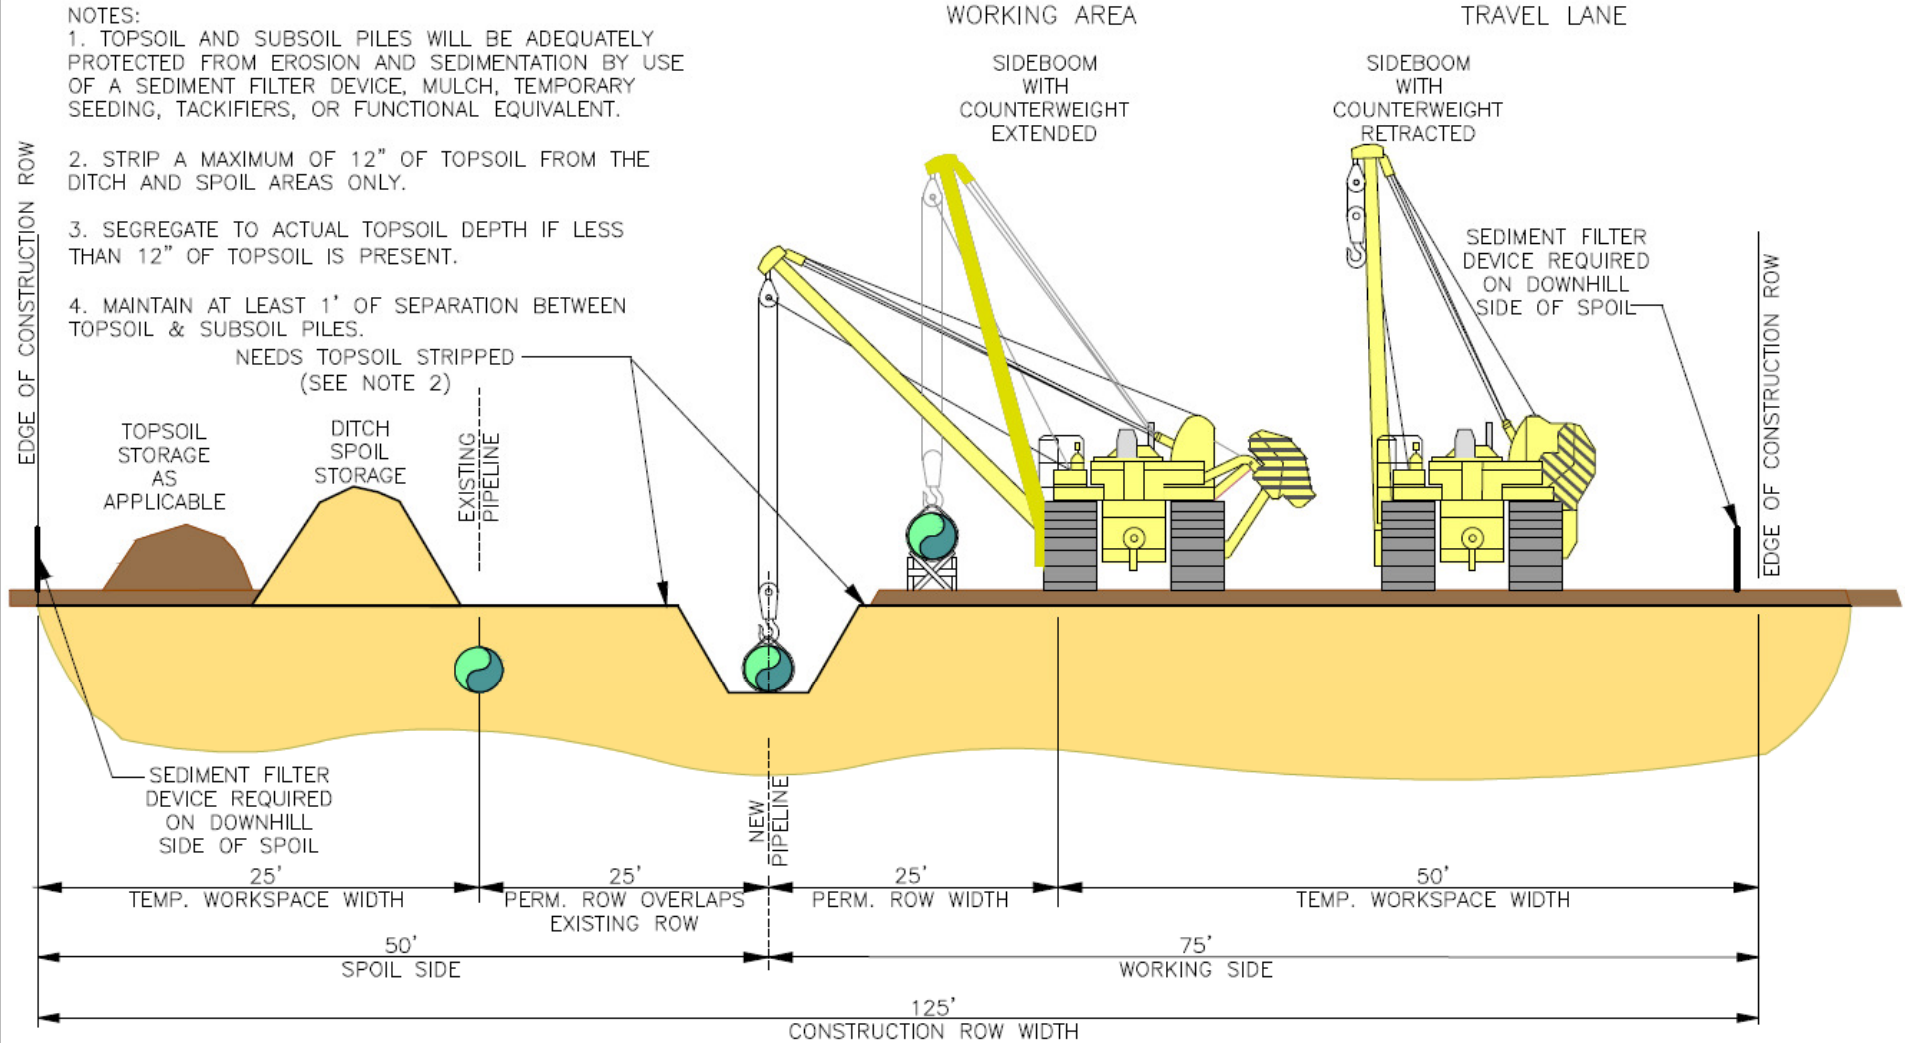 NOTES:
1. TOPSOIL AND SUBSOIL PILES WILL BE ADEQUATELY
PROTECTED FROM EROSION AND SEDIMENTATION BY USE
OF A SEDIMENT FILTER DEVICE, MULCH, TEMPORARY
SEEDING, TACKIFIERS, OR FUNCTIONAL EQUIVALENT.
2. STRIP A MAXIMUM OF 12" OF TOPSOIL FROM THE
DITCH AND SPOIL AREAS ONLY.
3. SEGREGATE TO ACTUAL TOPSOIL DEPTH IF LESS
THAN 12" OF TOPSOIL IS PRESENT.
4. MAINTAIN AT LEAST 1' OF SEPARATION BETWEEN
TOPSOIL & SUBSOIL PILES.
WORKING AREA
TRAVEL LANE
SIDEBOOM
WITH
COUNTERWEIGHT
EXTENDED
SIDEBOOM
WITH
COUNTERWEIGHT
RETRACTED
EDGE OF CONSTRUCTION ROW
NEEDS TOPSOIL STRIPPED
(SEE NOTE 2)
TOPSOIL
STORAGE
AS
APPLICABLE
DITCH
SPOIL
STORAGE
EXISTING
PIPELINE
SEDIMENT FILTER
DEVICE REQUIRED
ON DOWNHILL
SIDE OF SPOIL
EDGE OF CONSTRUCTION ROW
SEDIMENT FILTER
DEVICE REQUIRED
ON DOWNHILL
SIDE OF SPOIL
NEW
PIPELINE
25'
TEMP. WORKSPACE WIDTH
25'
PERM. ROW OVERLAPS
EXISTING ROW
25'
PERM. ROW WIDTH
50'
TEMP. WORKSPACE WIDTH
50'
SPOIL SIDE
75'
WORKING SIDE
125'
CONSTRUCTION ROW WIDTH